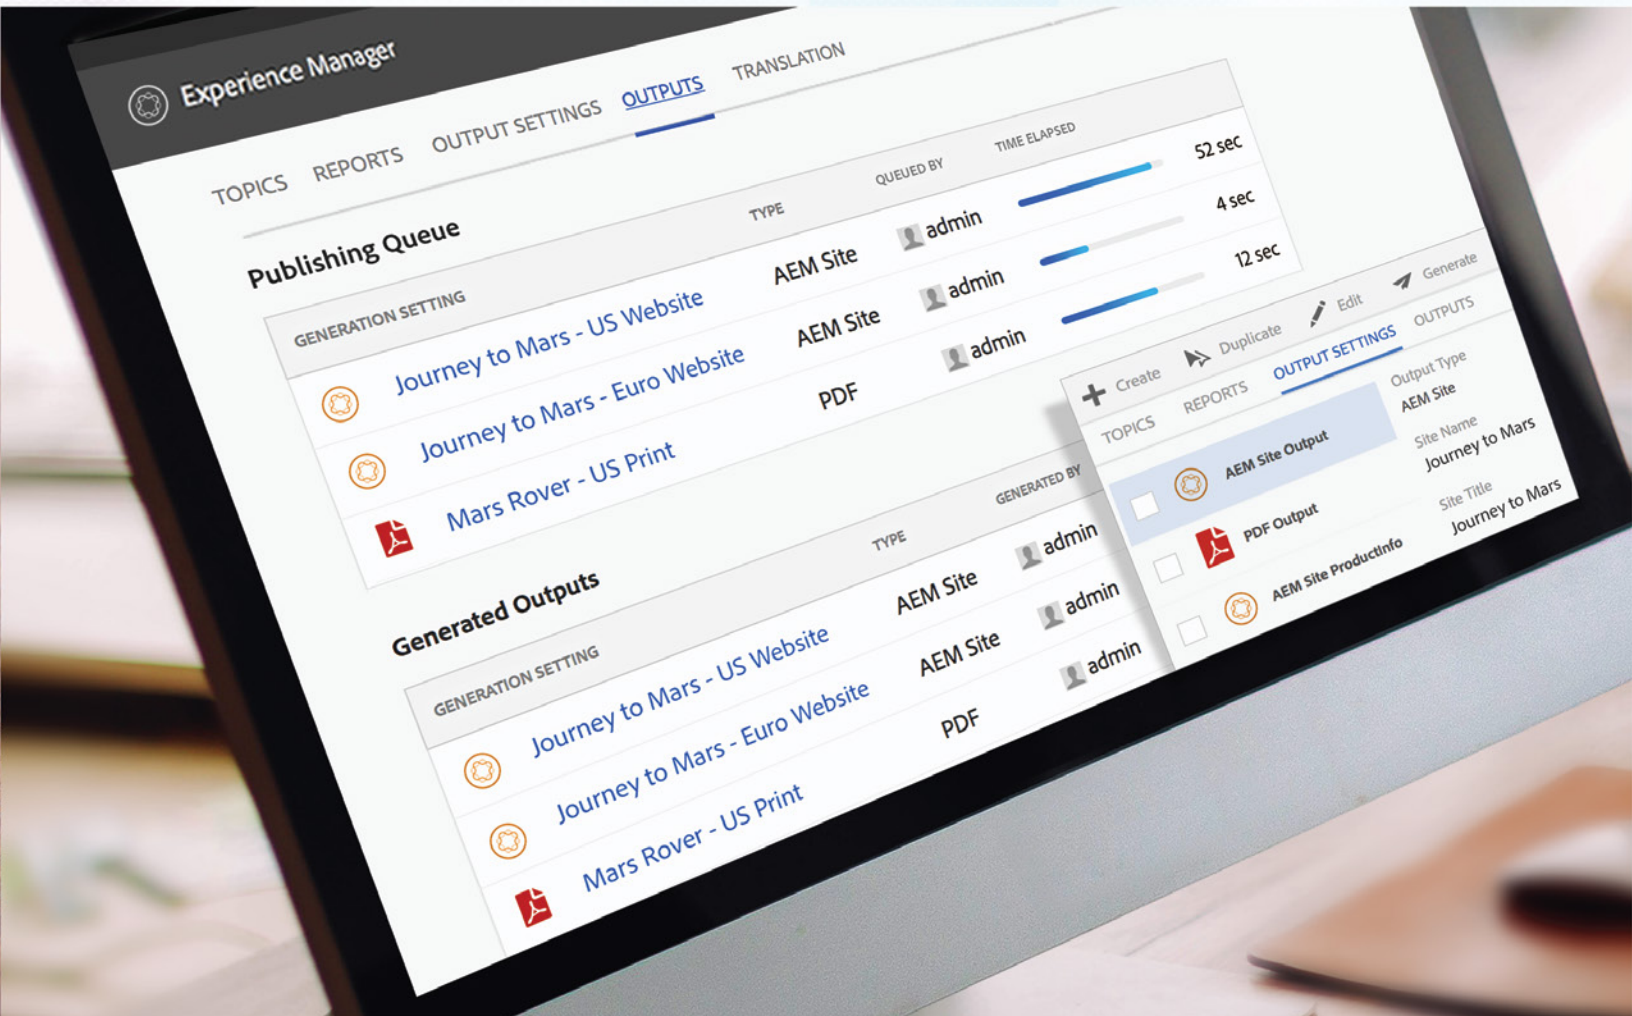 Experience Manager
TOPICS REPORTS OUTPUT SETTINGS OUTPUTS TRANSLATION
Publishing Queue
GENERATION SETTING TYPE QUEUED BY TIME ELAPSED
Journey to Mars - US Website AEM Site admin 52 sec
Journey to Mars - Euro Website AEM Site admin 4 sec
Mars Rover - US Print PDF admin 12 sec
Generated Outputs
GENERATION SETTING TYPE GENERATED BY
Journey to Mars - US Website AEM Site admin
Journey to Mars - Euro Website AEM Site admin
Mars Rover - US Print PDF admin
Create Duplicate Edit Generate
TOPICS REPORTS OUTPUT SETTINGS OUTPUTS
AEM Site Output
PDF Output
AEM Site ProductInfo
Output Type
AEM Site
Site Name
Journey to Mars
Site Title
Journey to Mars